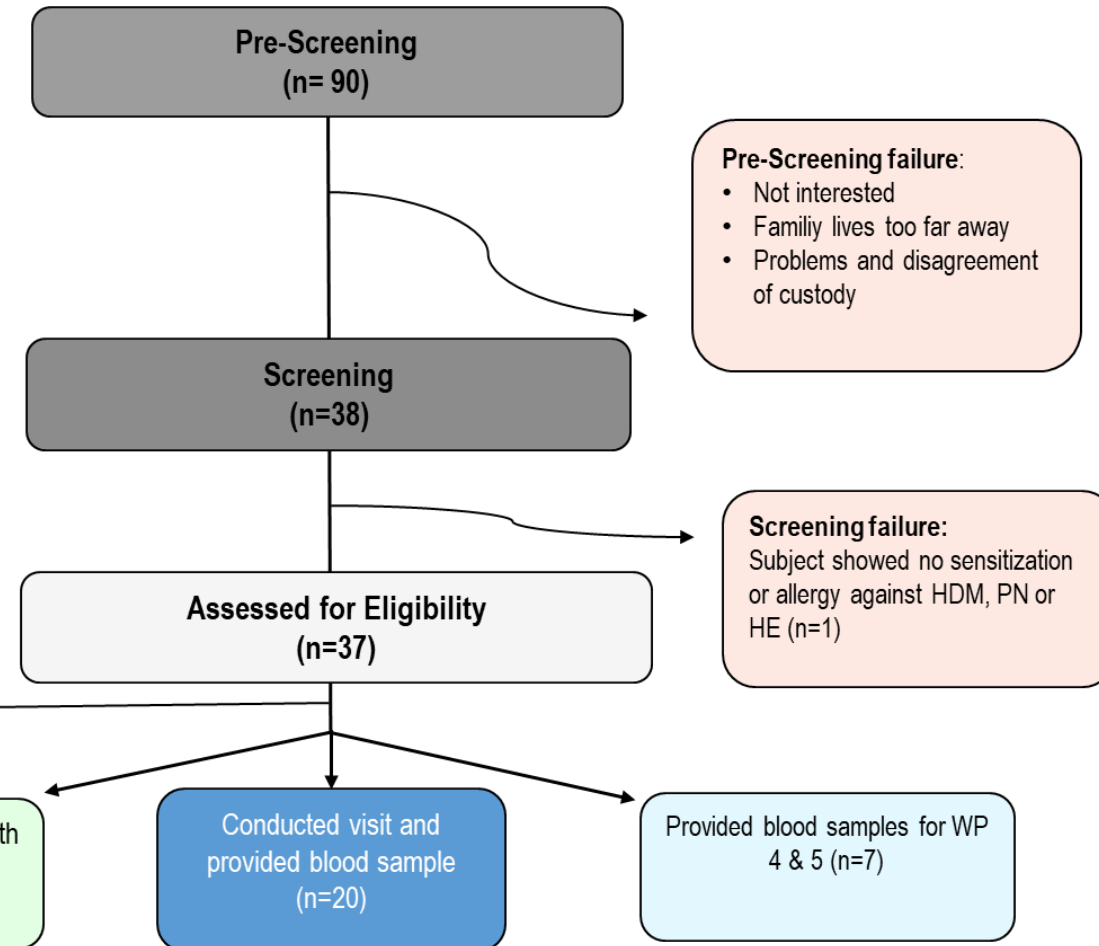 Pre-Screening
(n= 90)
Pre-Screening failure:
• Not interested
• Familiy lives too far away
• Problems and disagreement
of custody
Screening
(n=38)
Screening failure:
Subject showed no sensitization
or allergy against HDM, PN or
HE (n=1)
Assessed for Eligibility
(n=37)
th
Conducted visit and
provided blood sample
(n=20)
Provided blood samples for WP
4 & 5 (n=7)